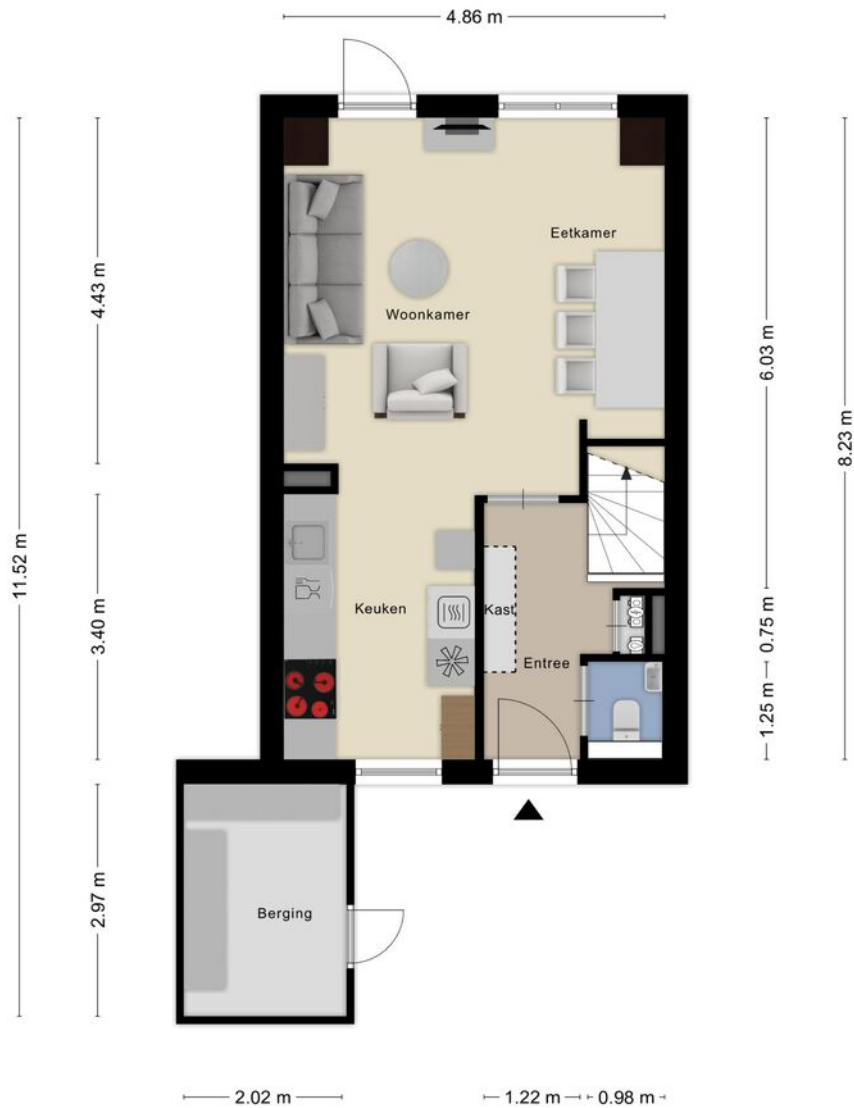 4.86 m
Eetkamer
Woonkamer
4.43 m
6.03 m
8.23 m
11.52 m
3.40 m
Keuken
Kast
Entree
0.75 m
1.25 m
Berging
2.97 m
2.02 m
1.22 m
0.98 m